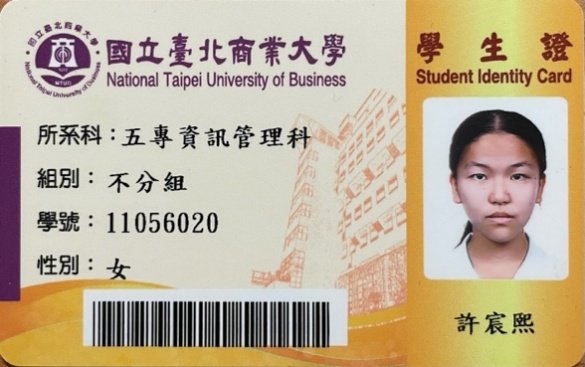 國立臺北商業大學
National Taipei University of Business
學生證
Student Identity Card
所系科：五專資訊管理科
組別：不分組
學號：11056020
性別：女
許宸熙